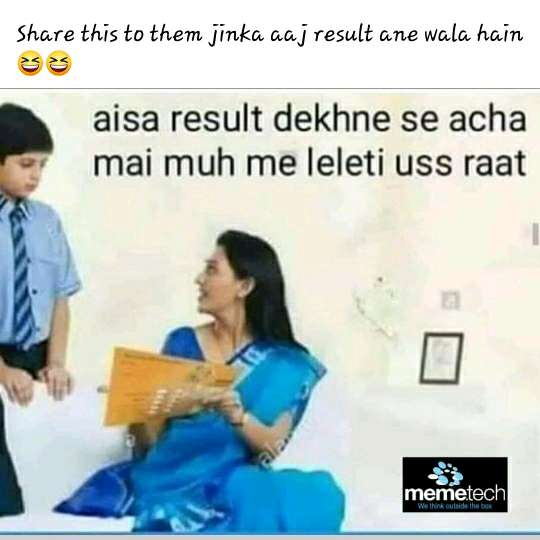 Share this to them jinka aaj result ane wala hain
😆😆
aisa result dekhne se acha
mai muh me leleti uss raat
a
memetech
We think outside the box